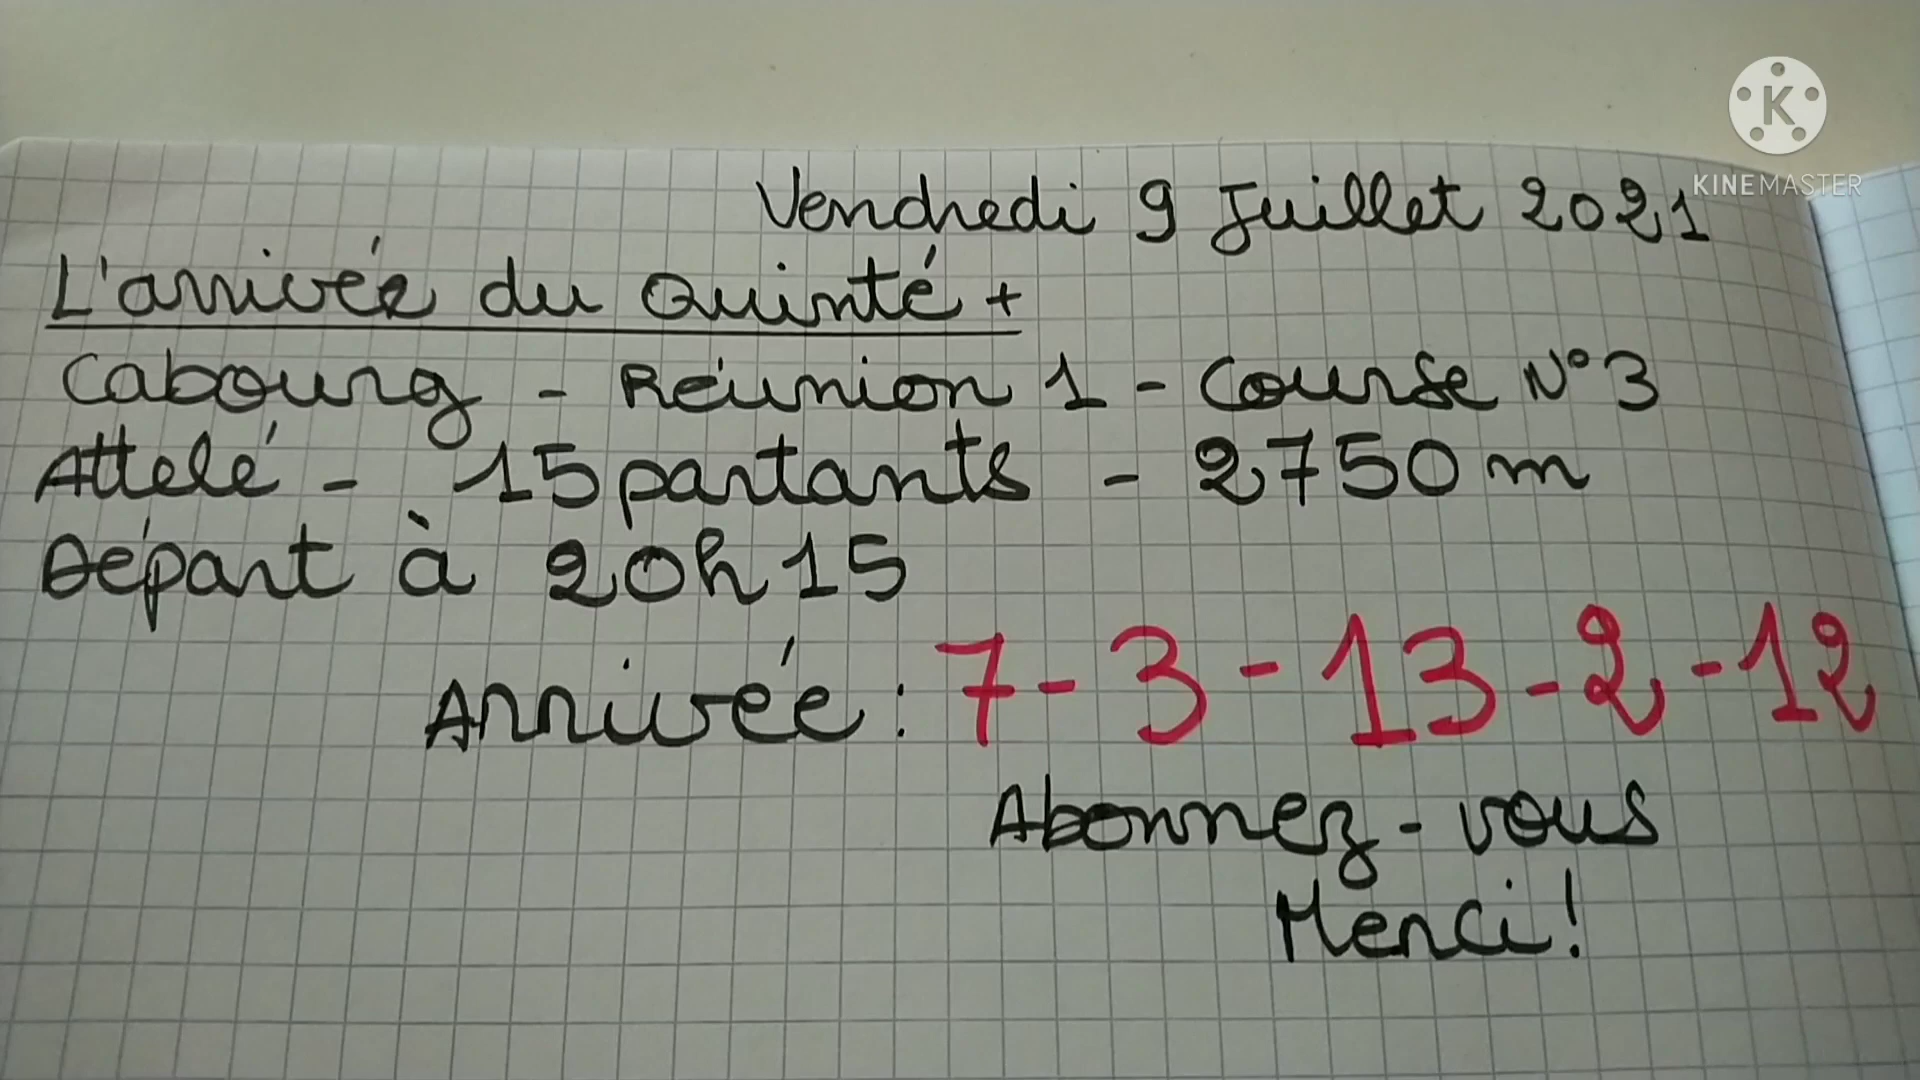 KINEMASTER
Vendredi 9 Juillet 2021
L'arrivée du Quinté +
Cabourg - Réunion 1 - Course N°3
Attelé - 15 partants - 2750 m
Départ à 20h15
Arrivée : 7 - 3 - 13 - 2 - 12
Abonnez-vous
Merci !